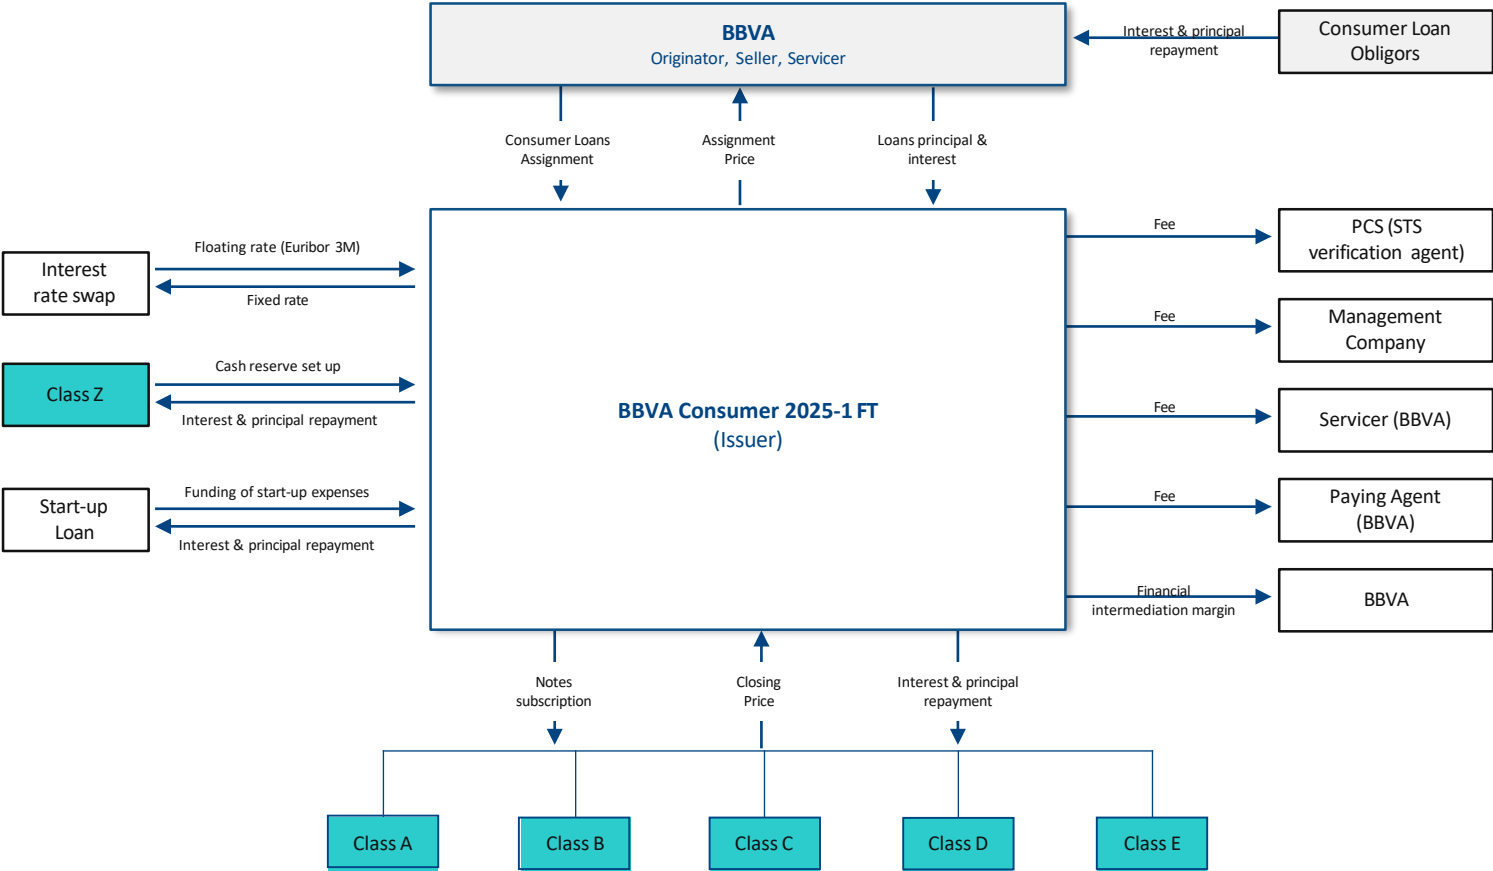 BBVA
Originator, Seller, Servicer
Interest & principal
repayment
Consumer Loan
Obligors
Consumer Loans
Assignment
Assignment
Price
Loans principal &
interest
Interest
rate swap
Floating rate (Euribor 3M)
Fixed rate
Class Z
Cash reserve set up
Interest & principal repayment
Start-up
Loan
Funding of start-up expenses
Interest & principal repayment
BBVA Consumer 2025-1 FT
(Issuer)
Fee
PCS (STS
verification agent)
Fee
Management
Company
Fee
Servicer (BBVA)
Fee
Paying Agent
(BBVA)
Financial
intermediation margin
BBVA
Notes
subscription
Closing
Price
Interest & principal
repayment
Class A
Class B
Class C
Class D
Class E